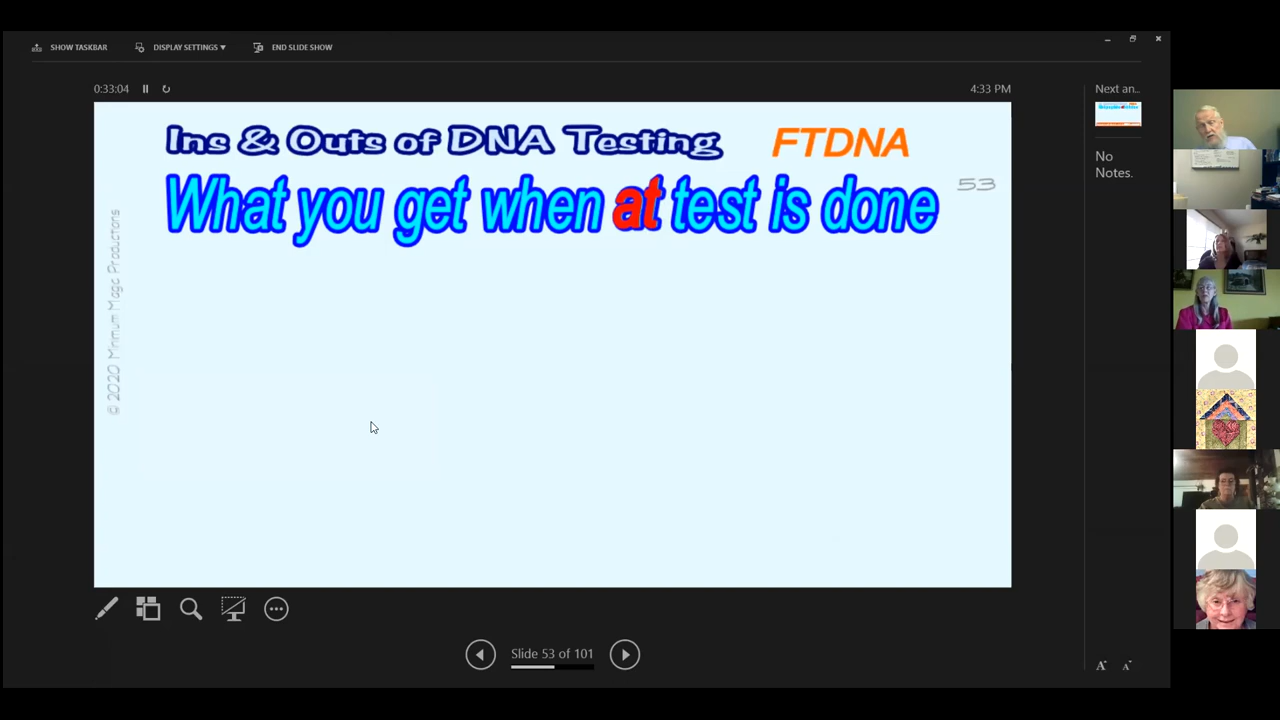 SHOW TASKBAR DISPLAY SETTINGS ▼ END SLIDE SHOW
0:33:04 4:33 PM
Next an..
Ins & Outs of DNA Testing FTDNA
What you get when at test is done
53
© 2020 Minimum Magic Productions
No
Notes.
Slide 53 of 101
A A